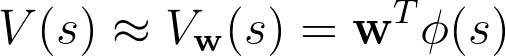 V(s) ≈ V_𝐰(s) = 𝐰^T ϕ(s)